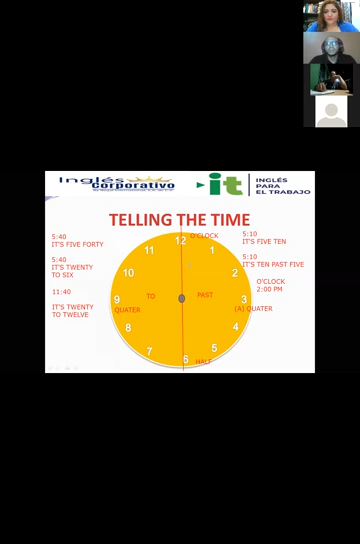 Inglés
Corporativo
it
INGLÉS
PARA
EL TRABAJO
TELLING THE TIME
5:40
IT'S FIVE FORTY
5:40
IT'S TWENTY
TO SIX
11:40
IT'S TWENTY
TO TWELVE
12
1
2
3
4
5
6
7
8
9
10
11
O'CLOCK
TO
PAST
QUATER
(A) QUATER
HALF
5:10
IT'S FIVE TEN
5:10
IT'S TEN PAST FIVE
O'CLOCK
2:00 PM